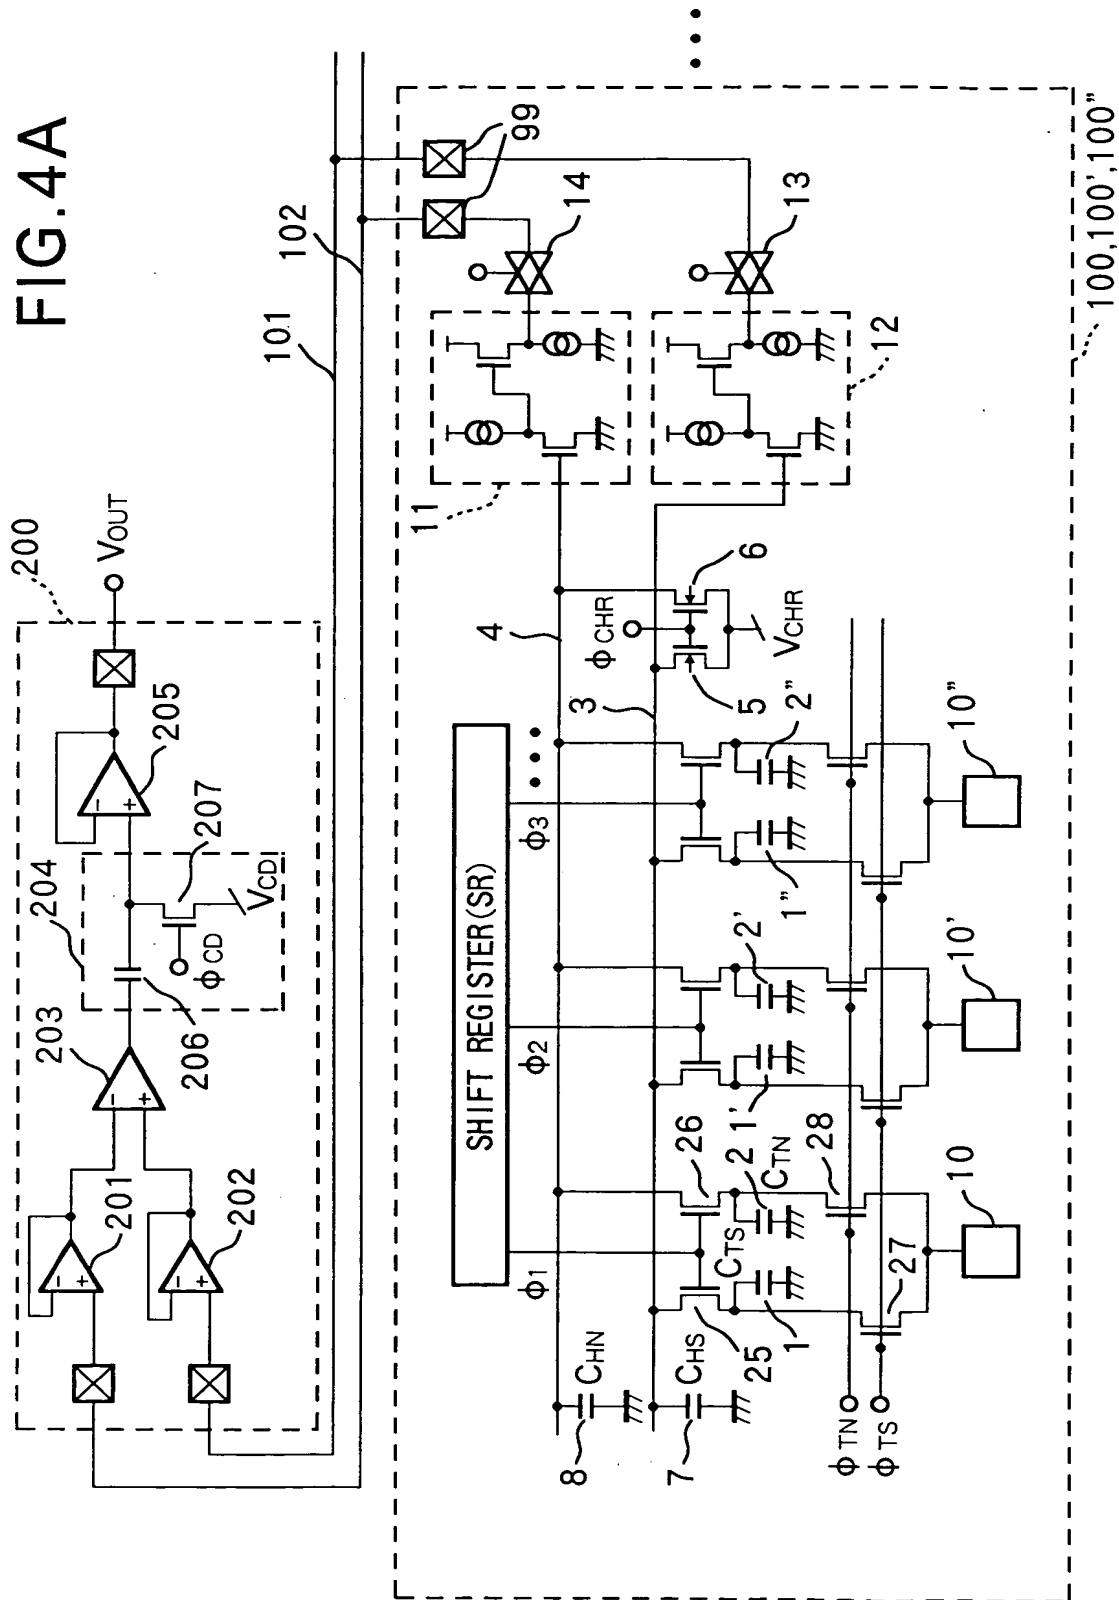 FIG.4A
200
VOUT
205
204
207
VCD
ΦCD
203
206
201
202
101
102
99
14
13
11
12
4
3
ΦCHR
6
5
VCHR
SHIFT REGISTER(SR)
Φ1
Φ2
Φ3
8
CHN
7
CHS
25
26
CTS
CTN
1
2
1'
2'
1"
2"
27
28
ΦTN
ΦTS
10
10'
10"
100,100',100"